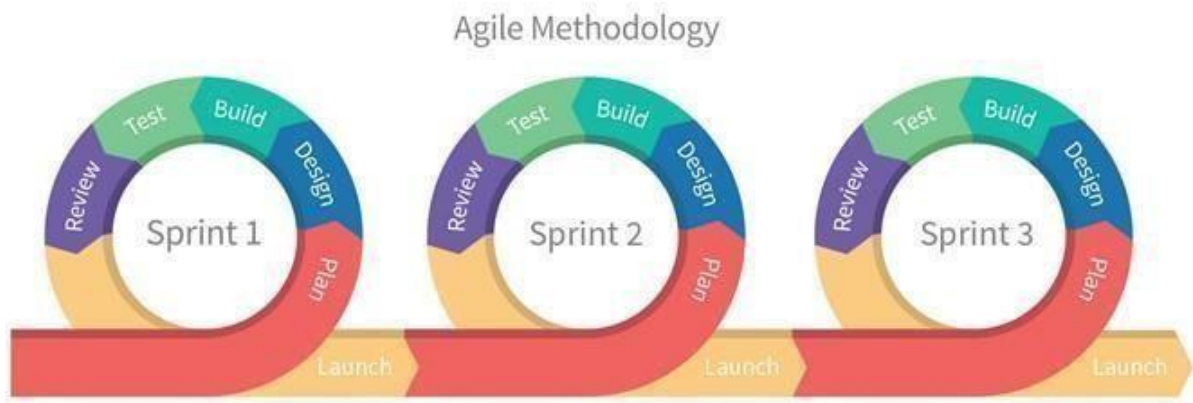 Agile Methodology
Test
Build
Review
Design
Sprint 1
Plan
Launch
Test
Build
Review
Design
Sprint 2
Plan
Launch
Test
Build
Review
Design
Sprint 3
Plan
Launch